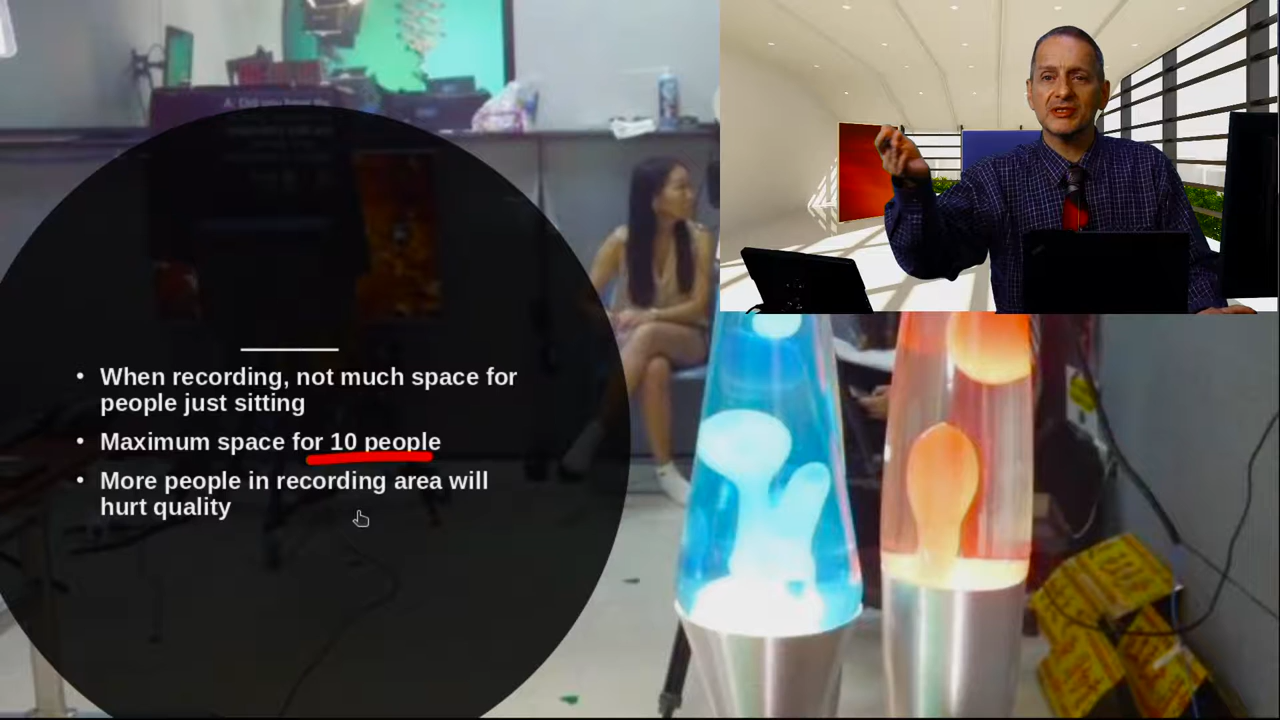 When recording, not much space for
people just sitting
Maximum space for 10 people
More people in recording area will
hurt quality